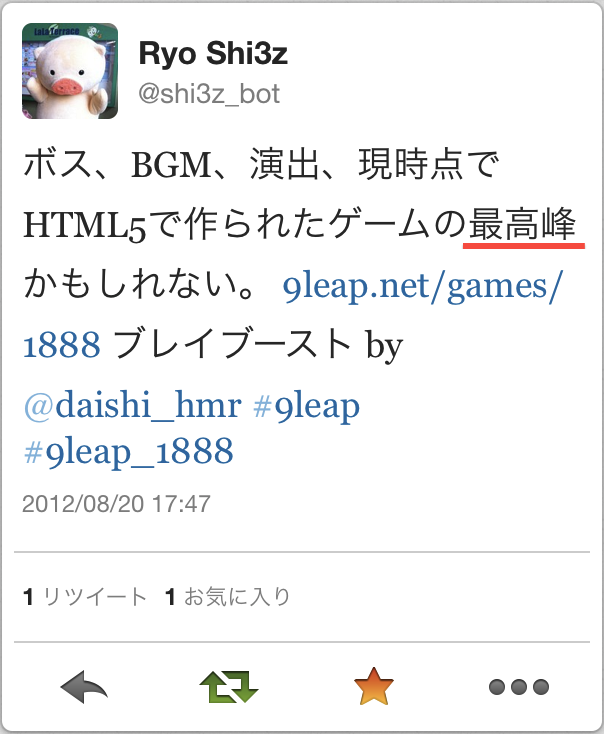 LaLa Terrace
Ryo Shi3z
@shi3z_bot
ボス、BGM、演出、現時点で
HTML5で作られたゲームの最高峰
かもしれない。 9leap.net/games/
1888 ブレイブースト by
@daishi_hmr #9leap
#9leap_1888
2012/08/20 17:47
1 リツイート 1 お気に入り